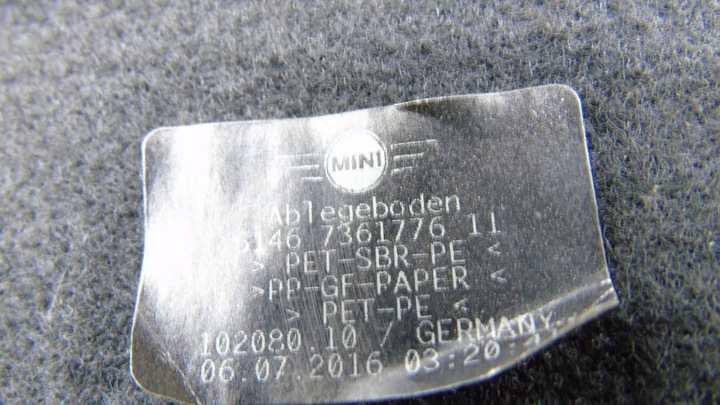 MINI
Ablegeboden
5146 7361776 11
> PET-SBR-PE <
>PP-GF-PAPER <
> PET-PE <
102080.10 / GERMANY
06.07.2016 03:20: